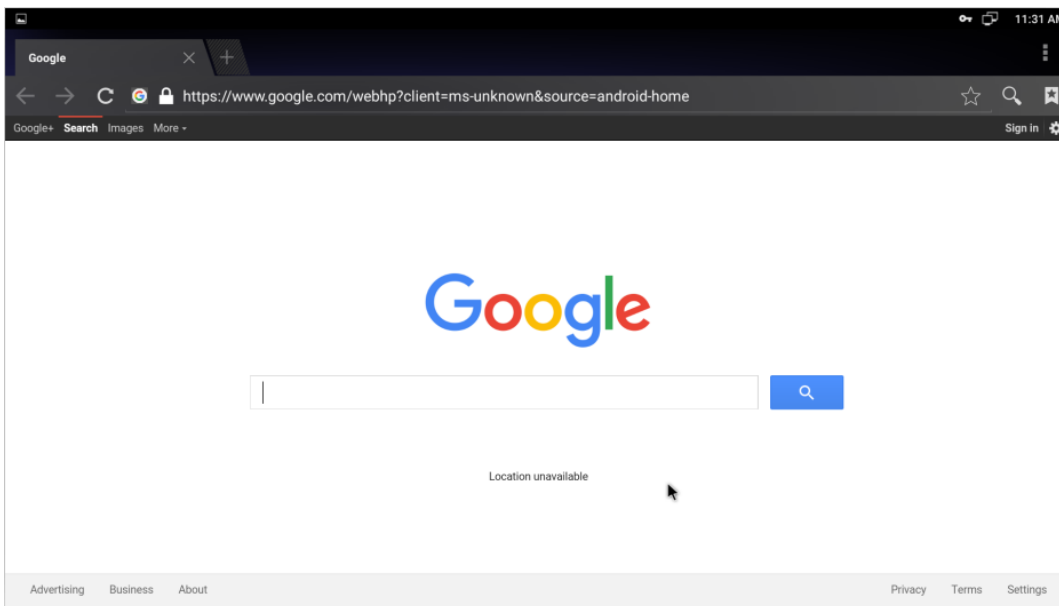 11:31 AM
Google
https://www.google.com/webhp?client=ms-unknown&source=android-home
Google+ Search Images More Sign in
Google
Location unavailable
Advertising Business About Privacy Terms Settings